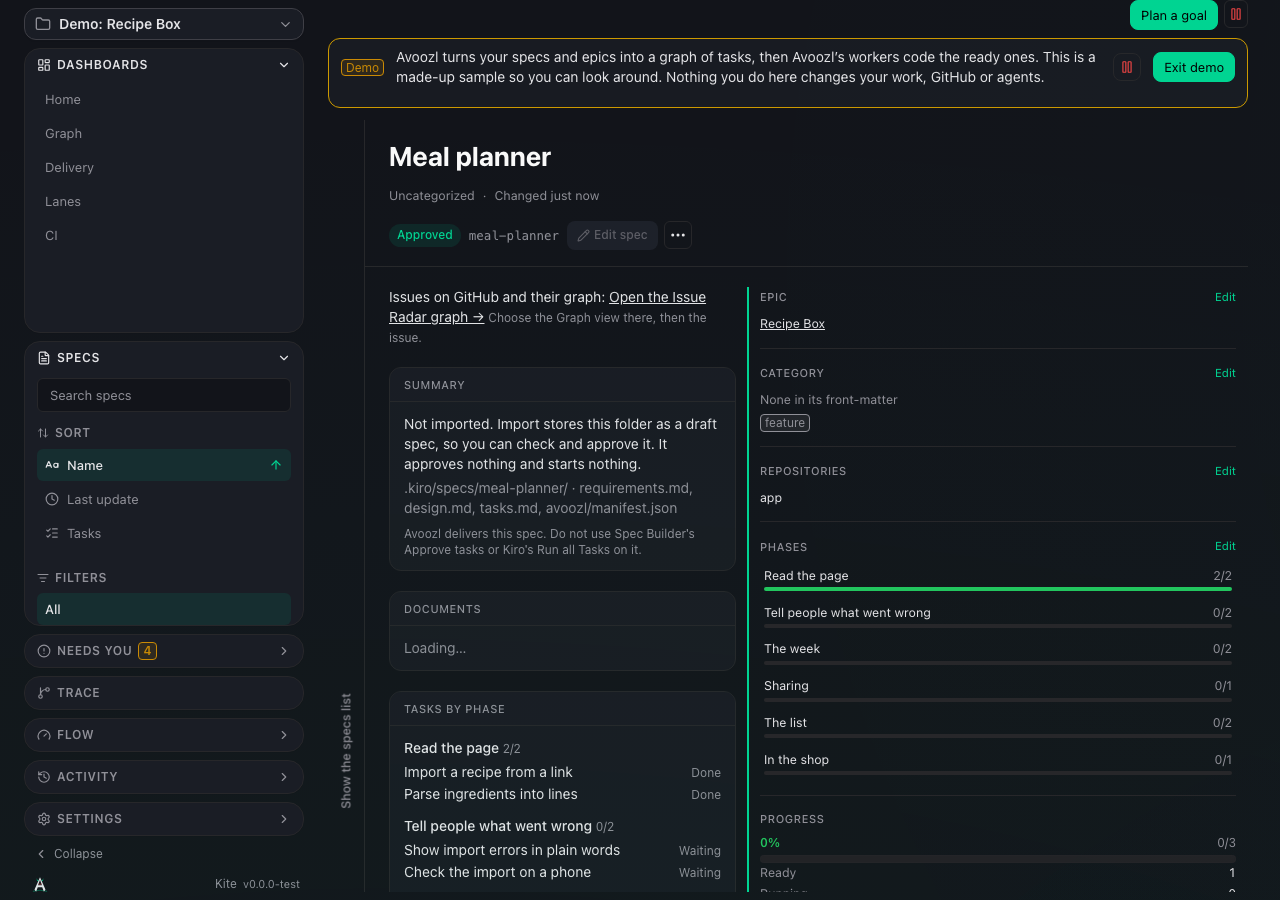 Demo: Recipe Box
DASHBOARDS
Home
Graph
Delivery
Lanes
CI
SPECS
Search specs
SORT
Aa Name
Last update
Tasks
FILTERS
All
NEEDS YOU 4
TRACE
FLOW
ACTIVITY
SETTINGS
Collapse
Kite v0.0.0-test
Plan a goal
Demo
Avoozl turns your specs and epics into a graph of tasks, then Avoozl's workers code the ready ones. This is a
made-up sample so you can look around. Nothing you do here changes your work, GitHub or agents.
Exit demo
Show the specs list
Meal planner
Uncategorized · Changed just now
Approved meal-planner Edit spec
Issues on GitHub and their graph: Open the Issue
Radar graph → Choose the Graph view there, then the
issue.
SUMMARY
Not imported. Import stores this folder as a draft
spec, so you can check and approve it. It
approves nothing and starts nothing.
.kiro/specs/meal-planner/ · requirements.md,
design.md, tasks.md, avoozl/manifest.json
Avoozl delivers this spec. Do not use Spec Builder's
Approve tasks or Kiro's Run all Tasks on it.
DOCUMENTS
Loading…
TASKS BY PHASE
Read the page 2/2
Import a recipe from a link Done
Parse ingredients into lines Done
Tell people what went wrong 0/2
Show import errors in plain words Waiting
Check the import on a phone Waiting
EPIC Edit
Recipe Box
CATEGORY Edit
None in its front-matter
feature
REPOSITORIES Edit
app
PHASES Edit
Read the page 2/2
Tell people what went wrong 0/2
The week 0/2
Sharing 0/1
The list 0/2
In the shop 0/1
PROGRESS
0% 0/3
Ready 1